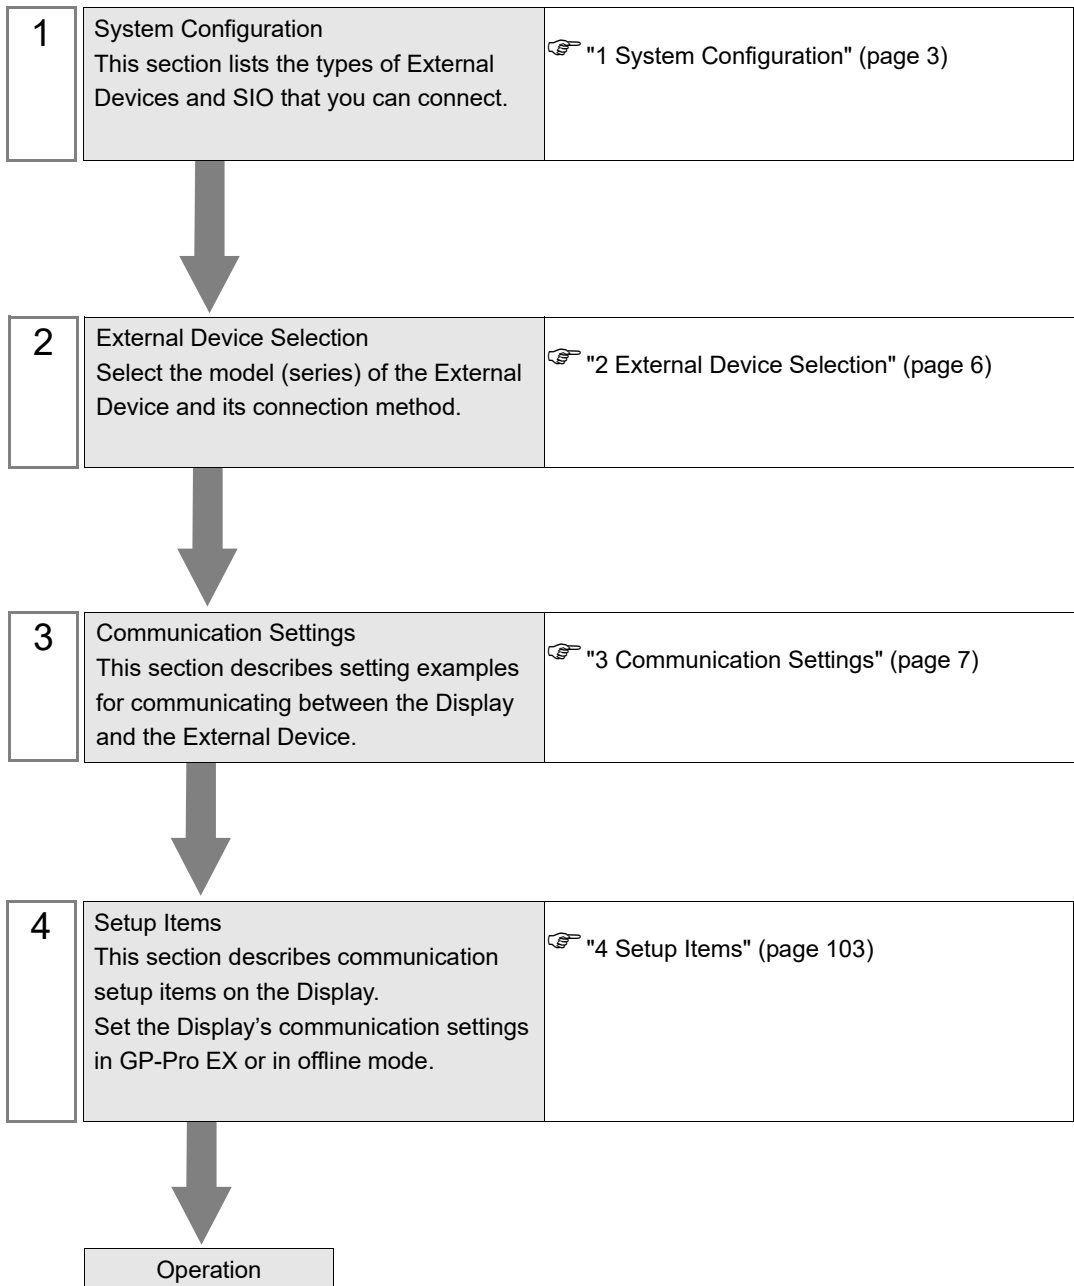 1
System Configuration
This section lists the types of External
Devices and SIO that you can connect.
"1 System Configuration" (page 3)
2
External Device Selection
Select the model (series) of the External
Device and its connection method.
"2 External Device Selection" (page 6)
3
Communication Settings
This section describes setting examples
for communicating between the Display
and the External Device.
"3 Communication Settings" (page 7)
4
Setup Items
This section describes communication
setup items on the Display.
Set the Display’s communication settings
in GP-Pro EX or in offline mode.
"4 Setup Items" (page 103)
Operation